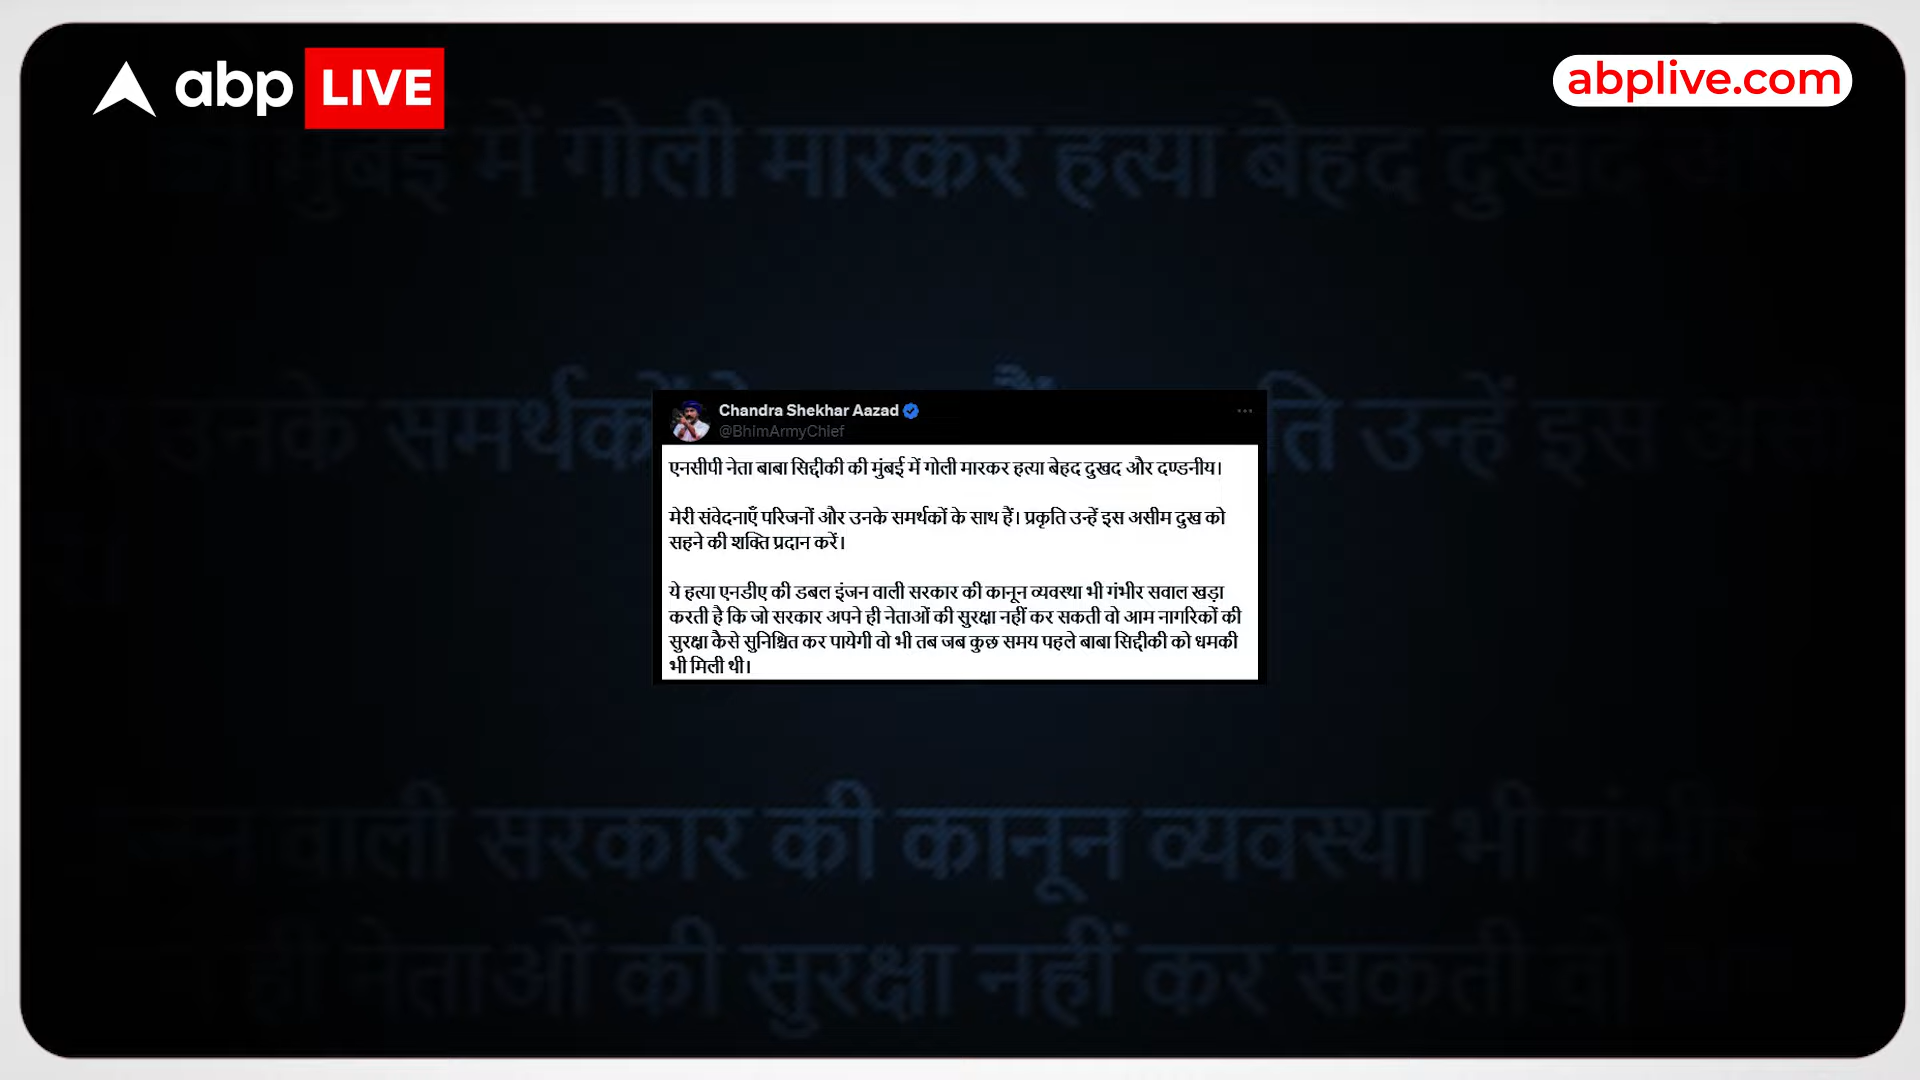 abp LIVE
abplive.com
Chandra Shekhar Aazad
@BhimArmyChief
एनसीपी नेता बाबा सिद्दीकी की मुंबई में गोली मारकर हत्या बेहद दुखद और दण्डनीय।
मेरी संवेदनाएँ परिजनों और उनके समर्थकों के साथ हैं। प्रकृति उन्हें इस असीम दुख को
सहने की शक्ति प्रदान करें।
ये हत्या एनडीए की डबल इंजन वाली सरकार की कानून व्यवस्था भी गंभीर सवाल खड़ा
करती है कि जो सरकार अपने ही नेताओं की सुरक्षा नहीं कर सकती वो आम नागरिकों की
सुरक्षा कैसे सुनिश्चित कर पायेगी वो भी तब जब कुछ समय पहले बाबा सिद्दीकी को धमकी
भी मिली थी।
की मुंबई में गोली मारकर हत्या बेहद दुखद
उनके समर्थकों
ति उन्हें इस
वाली सरकार की कानून व्यवस्था भी गंभीर
ही नेताओं की सुरक्षा नहीं कर सकती वो